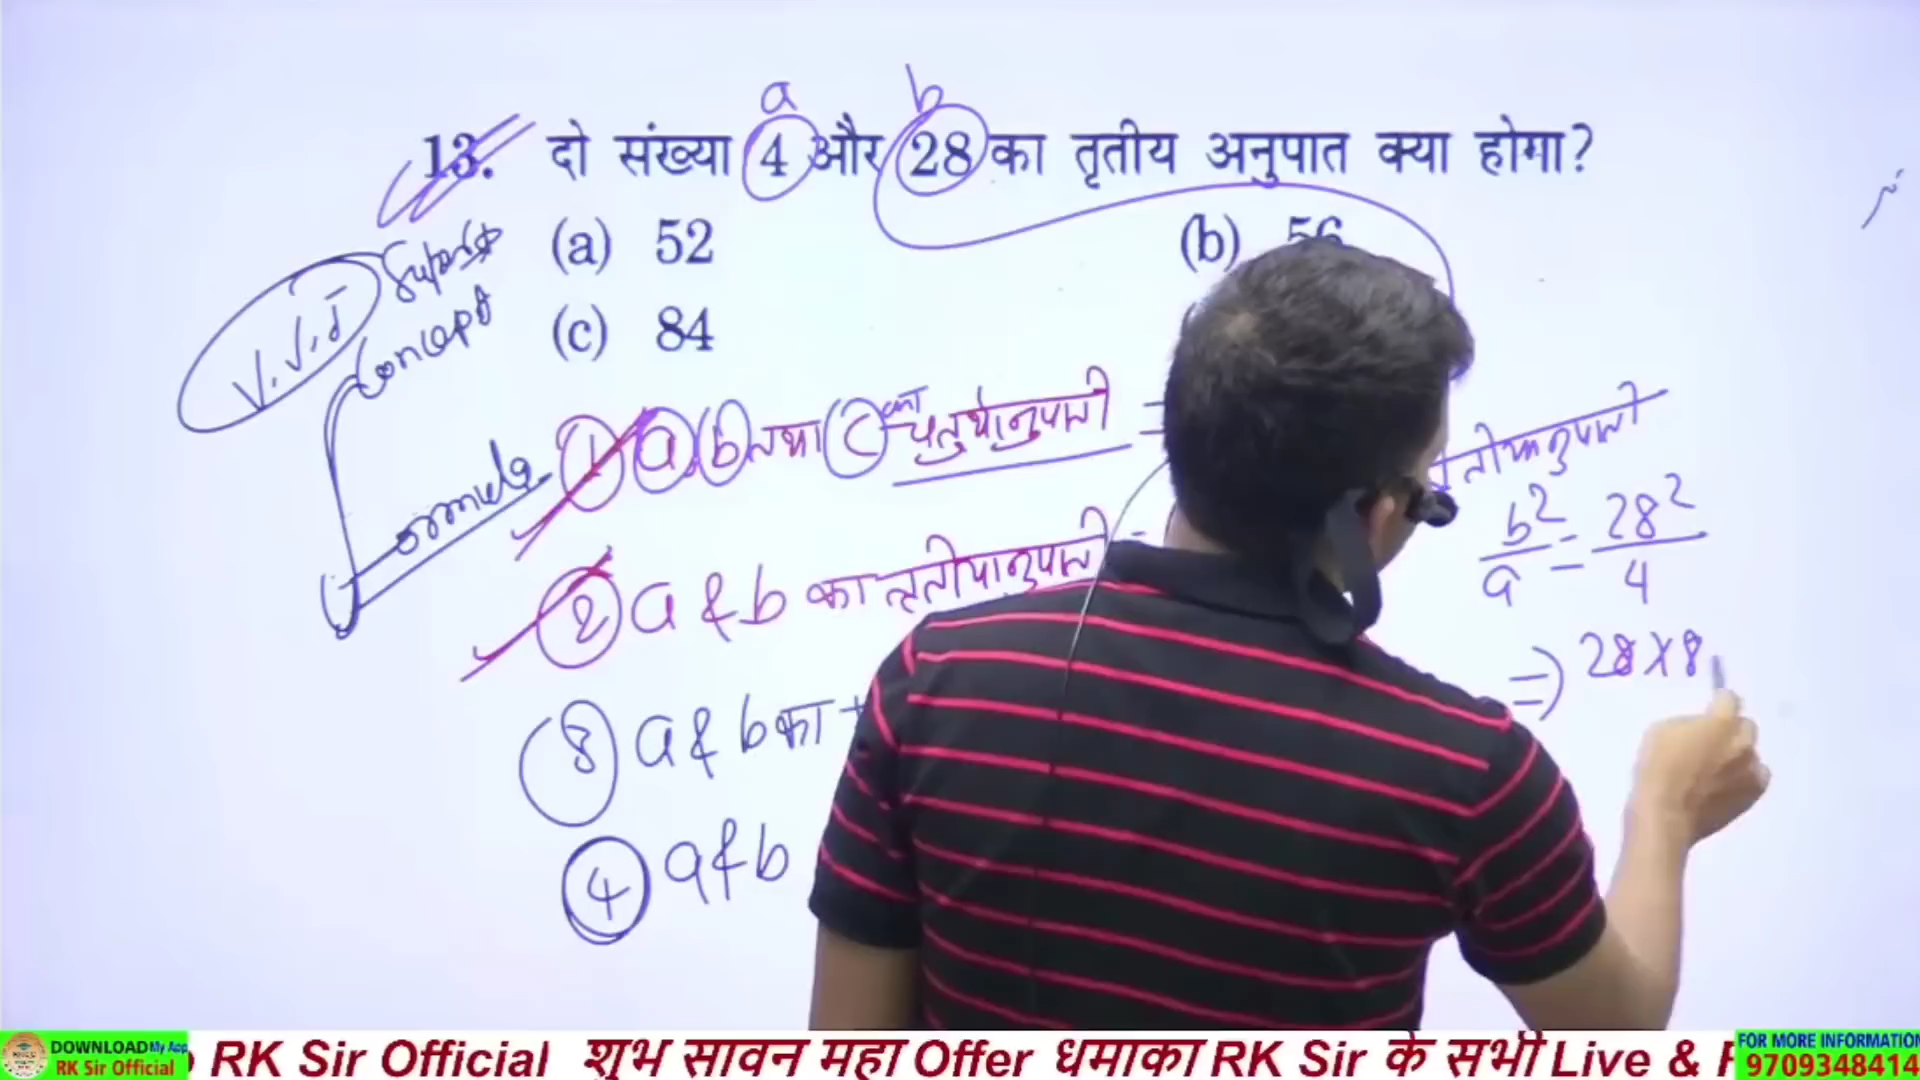 a b
13. दो संख्या 4 और 28 का तृतीय अनुपात क्या होगा?
(a) 52 (b) 56
(c) 84
V.V.I
Concept
Formula
1 a, b तथा c का चतुर्थानुपाती =
2 a & b का तृतीयानुपाती =
3 a & b का
4 a & b
b² / a = 28² / 4
⇒ 28 × 8
DOWNLOAD My App
RK Sir Official
RK Sir Official शुभ सावन महा Offer धमाका RK Sir के सभी Live &
FOR MORE INFORMATION
9709348414